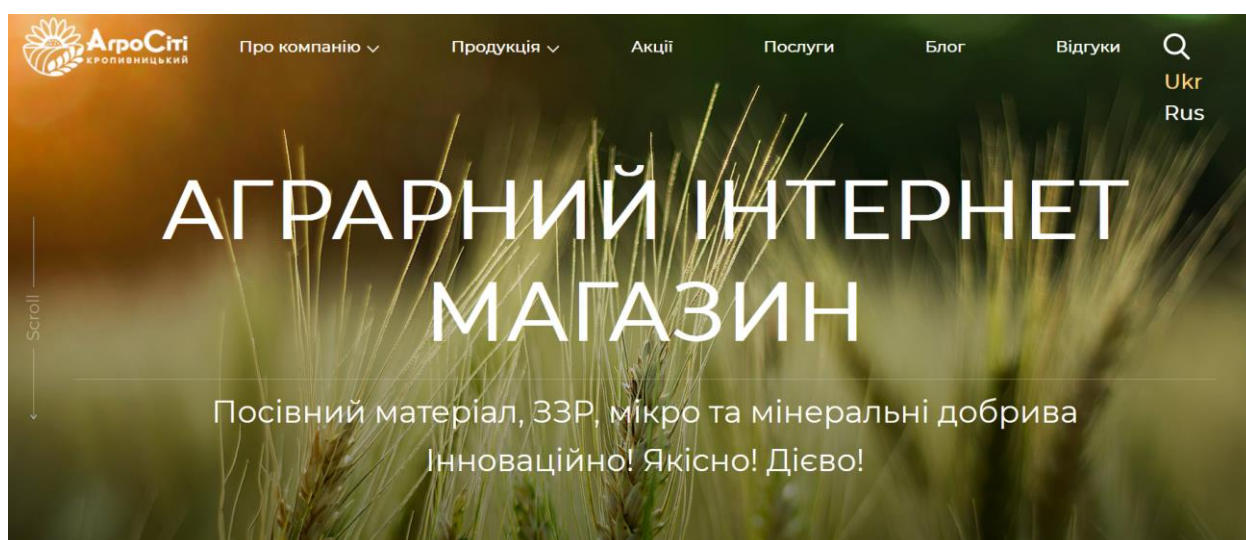 АгроСіті
КРОПИВНИЦЬКИЙ
Про компанію
Продукція
Акції
Послуги
Блог
Відгуки
Ukr
Rus
АГРАРНИЙ ІНТЕРНЕТ
МАГАЗИН
Scroll
Посівний матеріал, ЗЗР, мікро та мінеральні добрива
Інноваційно! Якісно! Дієво!